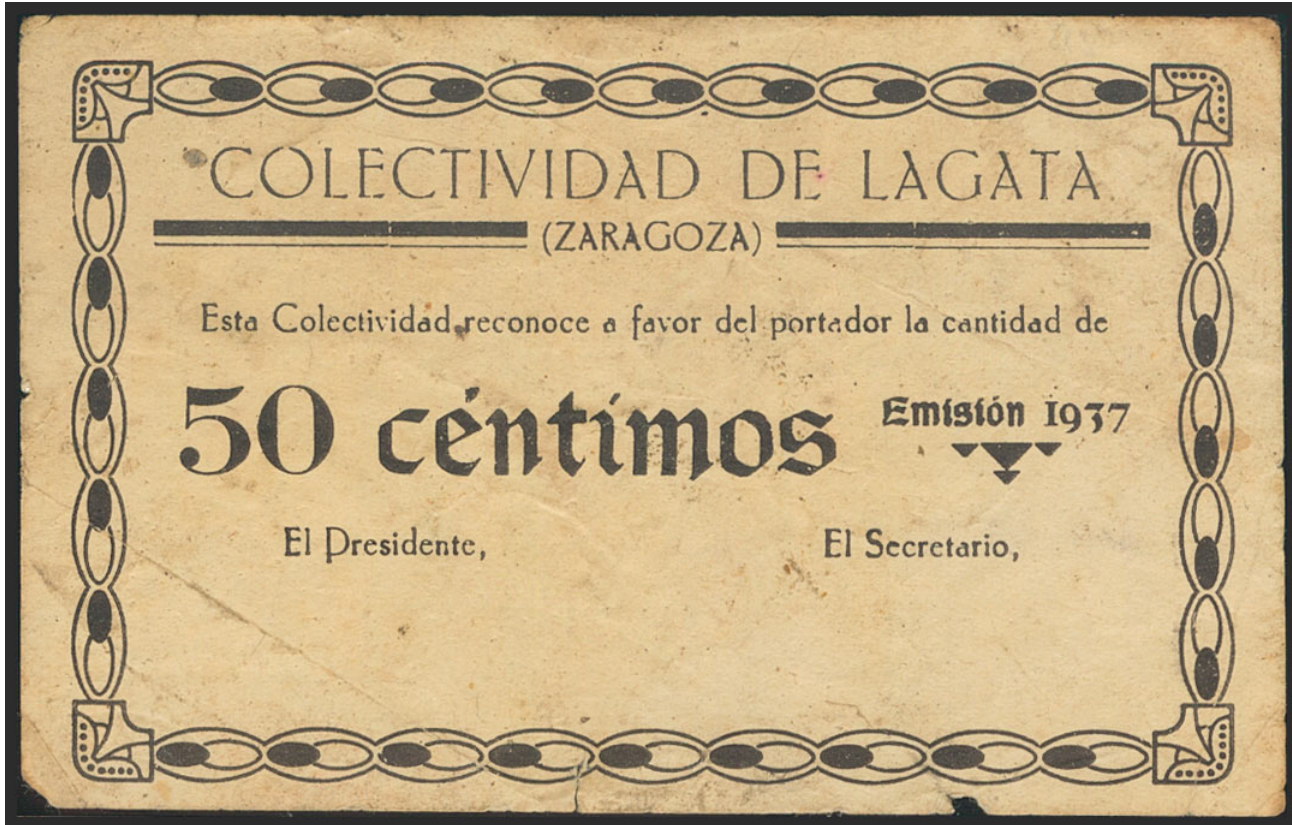 COLECTIVIDAD DE LAGATA
(ZARAGOZA)
Esta Colectividad reconoce a favor del portador la cantidad de
50 céntimos Emisión 1937
El Presidente, El Secretario,